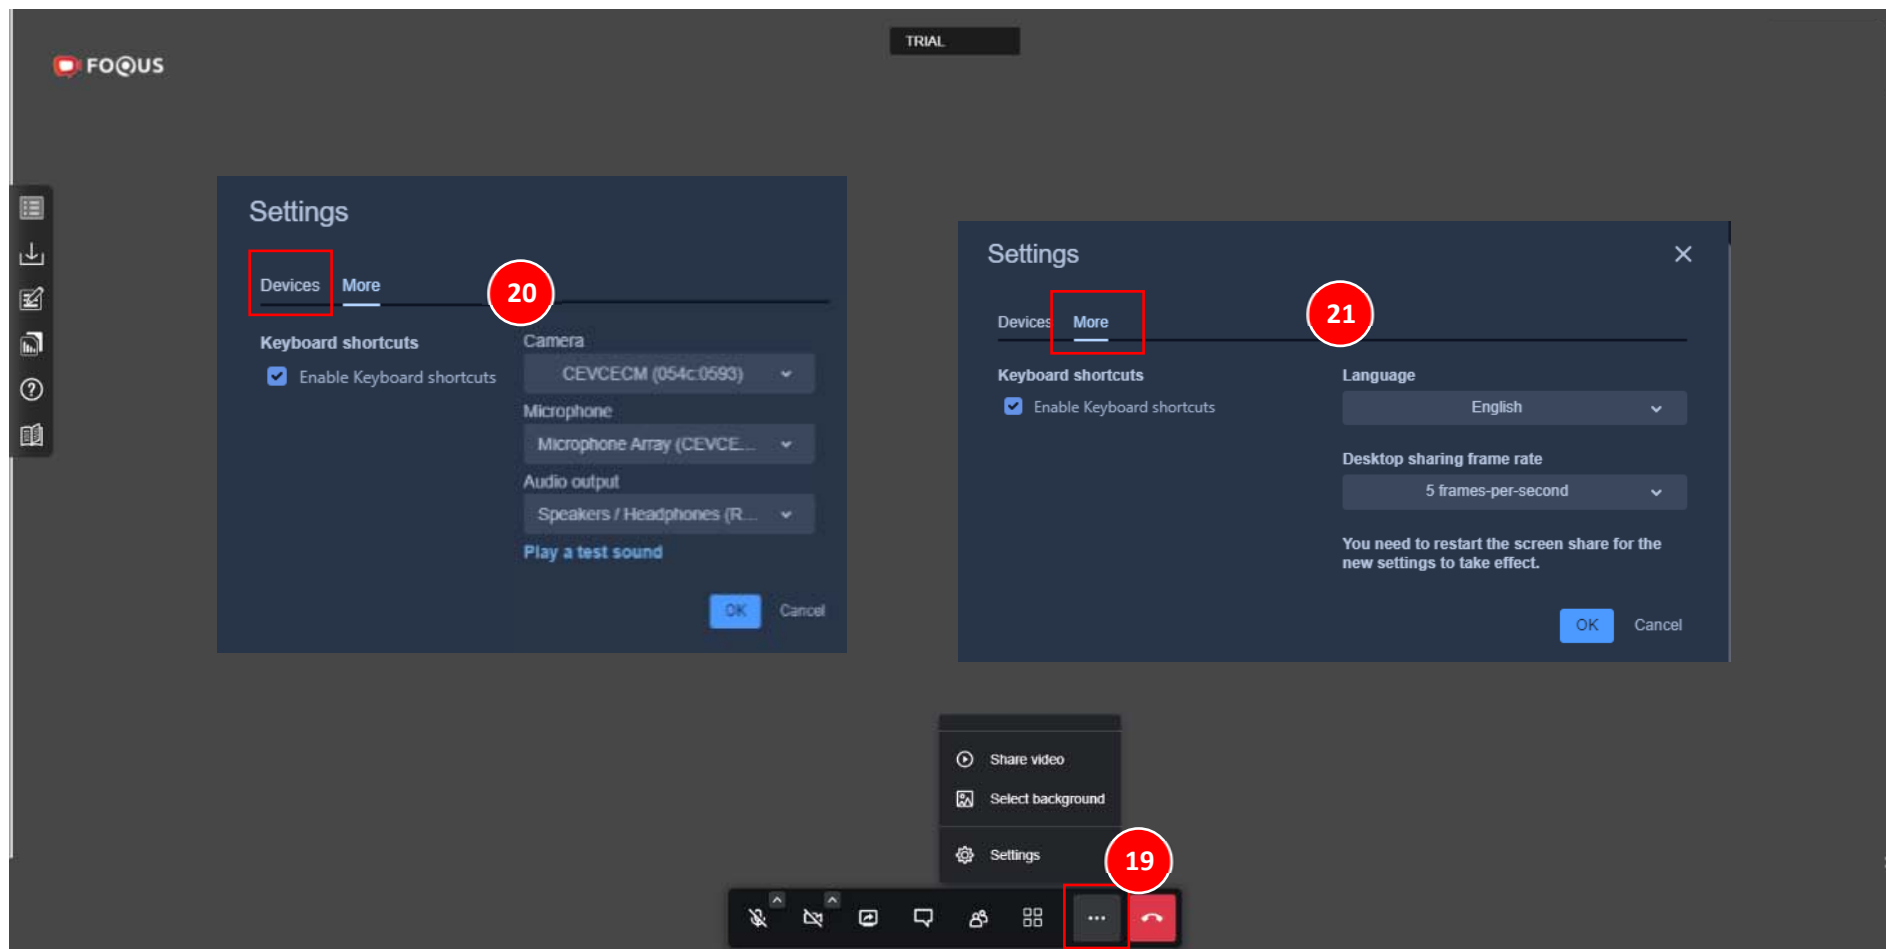 TRIAL
FOQUS
Settings
Devices More
20
Keyboard shortcuts
Enable Keyboard shortcuts
Camera
CEVCECM (054c:0593)
Microphone
Microphone Array (CEVCE...
Audio output
Speakers / Headphones (R...
Play a test sound
OK Cancel
Settings
Devices More
21
Keyboard shortcuts
Enable Keyboard shortcuts
Language
English
Desktop sharing frame rate
5 frames-per-second
You need to restart the screen share for the
new settings to take effect.
OK Cancel
Share video
Select background
Settings
19